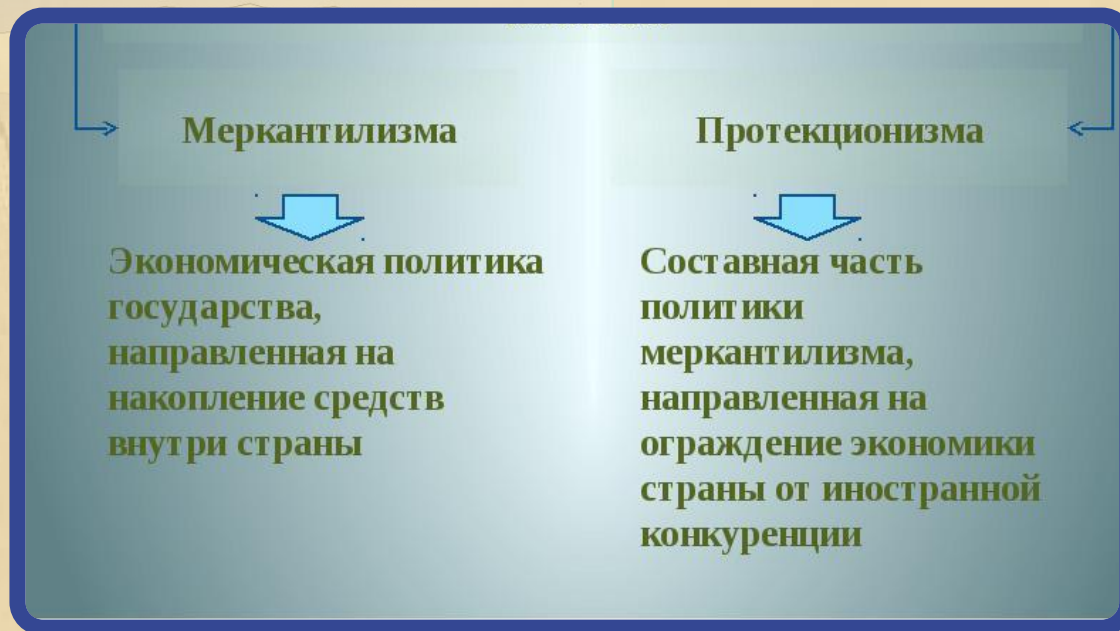 Меркантилизма
Протекционизма
Экономическая политика
государства,
направленная на
накопление средств
внутри страны
Составная часть
политики
меркантилизма,
направленная на
ограждение экономики
страны от иностранной
конкуренции